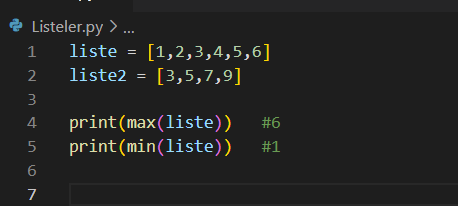 Listeler.py > ...
1 liste = [1,2,3,4,5,6]
2 liste2 = [3,5,7,9]
3
4 print(max(liste)) #6
5 print(min(liste)) #1
6
7